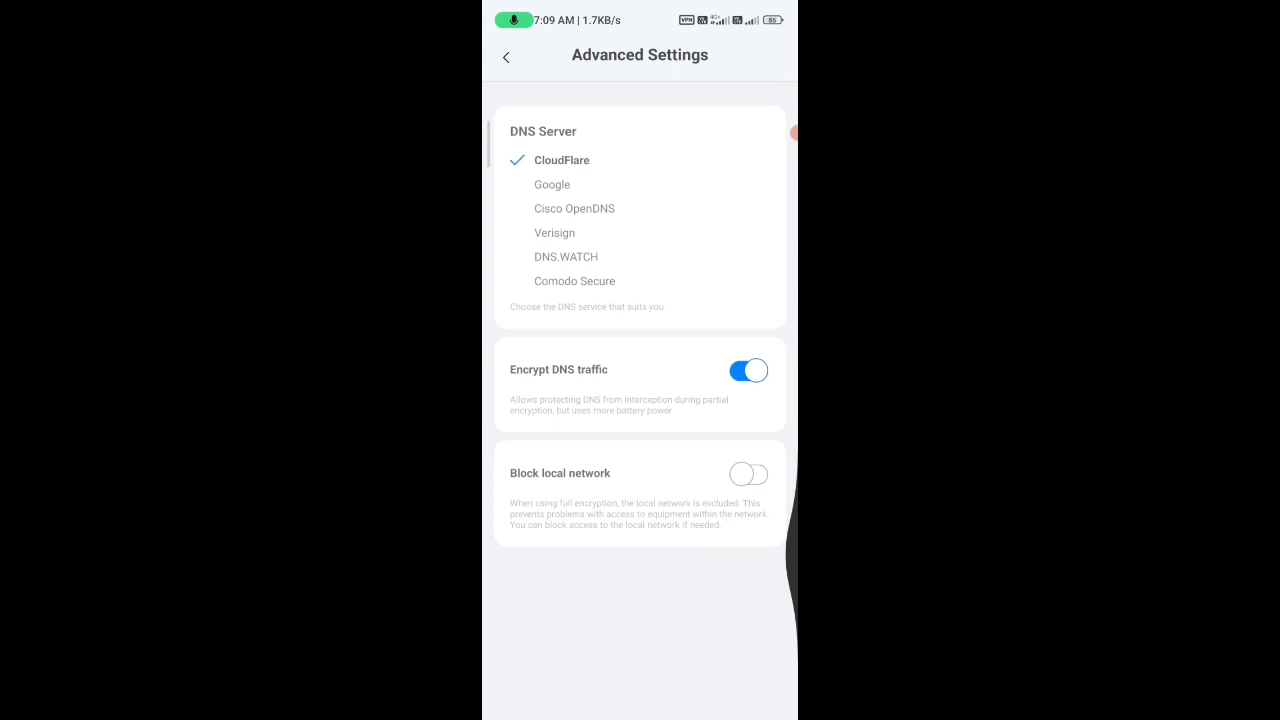 7:09 AM | 1.7KB/s VPN 4G+ 86
Advanced Settings
DNS Server
CloudFlare
Google
Cisco OpenDNS
Verisign
DNS.WATCH
Comodo Secure
Choose the DNS service that suits you
Encrypt DNS traffic
Allows protecting DNS from interception during partial
encryption, but uses more battery power
Block local network
When using full encryption, the local network is excluded. This
prevents problems with access to equipment within the network.
You can block access to the local network if needed.